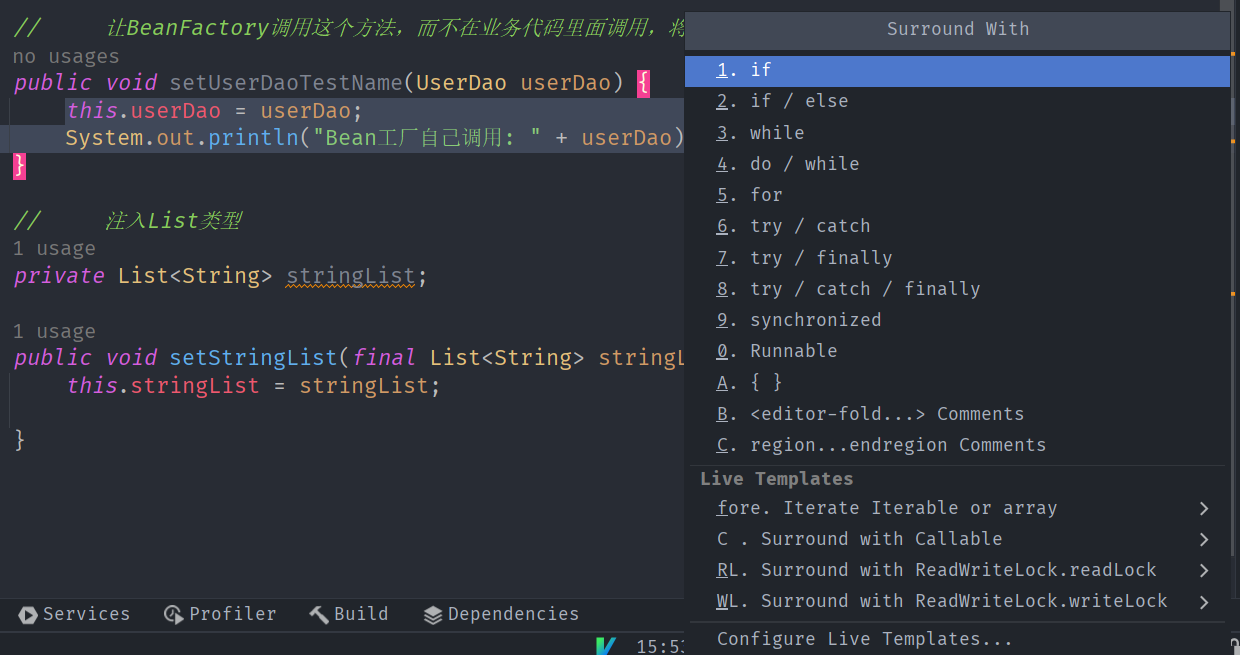 // 让BeanFactory调用这个方法，而不在业务代码里面调用，将
no usages
public void setUserDaoTestName(UserDao userDao) {
this.userDao = userDao;
System.out.println("Bean工厂自己调用: " + userDao)
}
// 注入List类型
1 usage
private List<String> stringList;
1 usage
public void setStringList(final List<String> stringL
this.stringList = stringList;
}
Surround With
1. if
2. if / else
3. while
4. do / while
5. for
6. try / catch
7. try / finally
8. try / catch / finally
9. synchronized
0. Runnable
A. { }
B. <editor-fold...> Comments
C. region...endregion Comments
Live Templates
fore. Iterate Iterable or array
C . Surround with Callable
RL. Surround with ReadWriteLock.readLock
WL. Surround with ReadWriteLock.writeLock
Configure Live Templates...
Services Profiler Build Dependencies
15:53